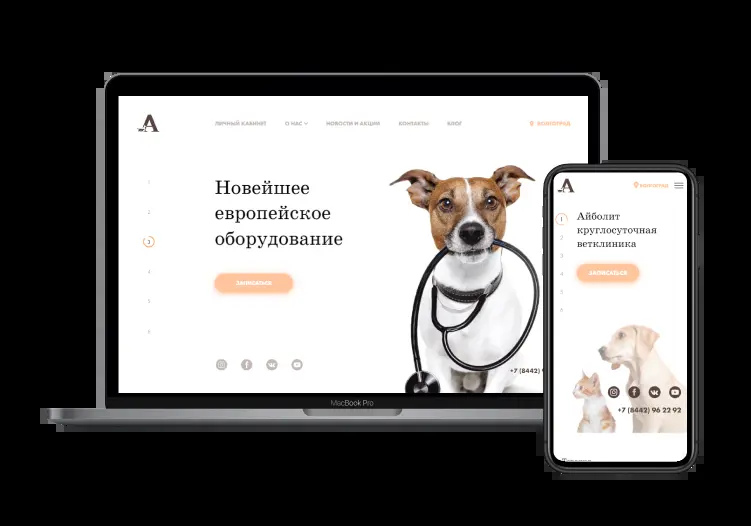 А
ЛИЧНЫЙ КАБИНЕТ
О НАС
НОВОСТИ И АКЦИИ
КОНТАКТЫ
БЛОГ
ВОЛГОГРАД
1
2
3
4
5
6
Новейшее
европейское
оборудование
ЗАПИСАТЬСЯ
+7 (8442) 9
MacBook Pro
А
ВОЛГОГРАД
1
2
3
4
5
6
Айболит
круглосуточная
ветклиника
ЗАПИСАТЬСЯ
+7 (8442) 96 22 92